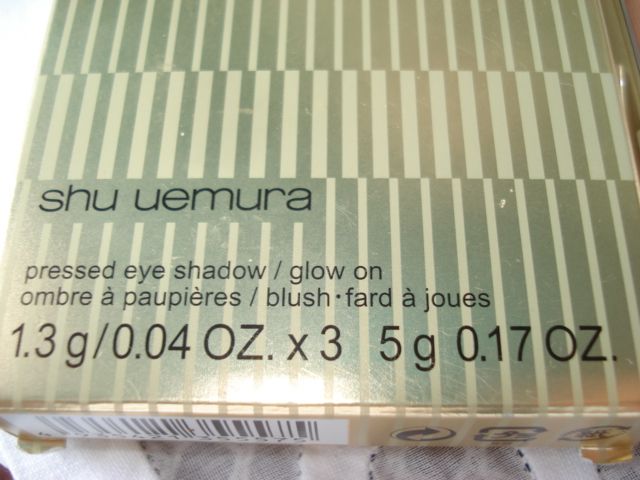 shu uemura
pressed eye shadow / glow on
ombre à paupières / blush·fard à joues
1.3 g/0.04 OZ. x 3 5 g 0.17 OZ.